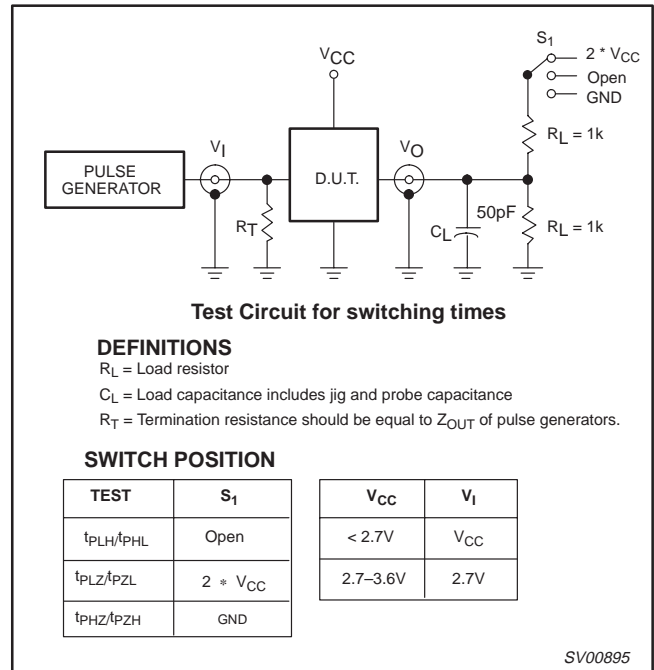 S1
2 * VCC
Open
GND
VCC
RL = 1k
VI
VO
PULSE
GENERATOR
D.U.T.
RT
50pF
CL
RL = 1k
Test Circuit for switching times
DEFINITIONS
RL = Load resistor
CL = Load capacitance includes jig and probe capacitance
RT = Termination resistance should be equal to ZOUT of pulse generators.
SWITCH POSITION
TEST S1
tPLH/tPHL Open
tPLZ/tPZL 2 * VCC
tPHZ/tPZH GND
VCC VI
< 2.7V VCC
2.7–3.6V 2.7V
SV00895